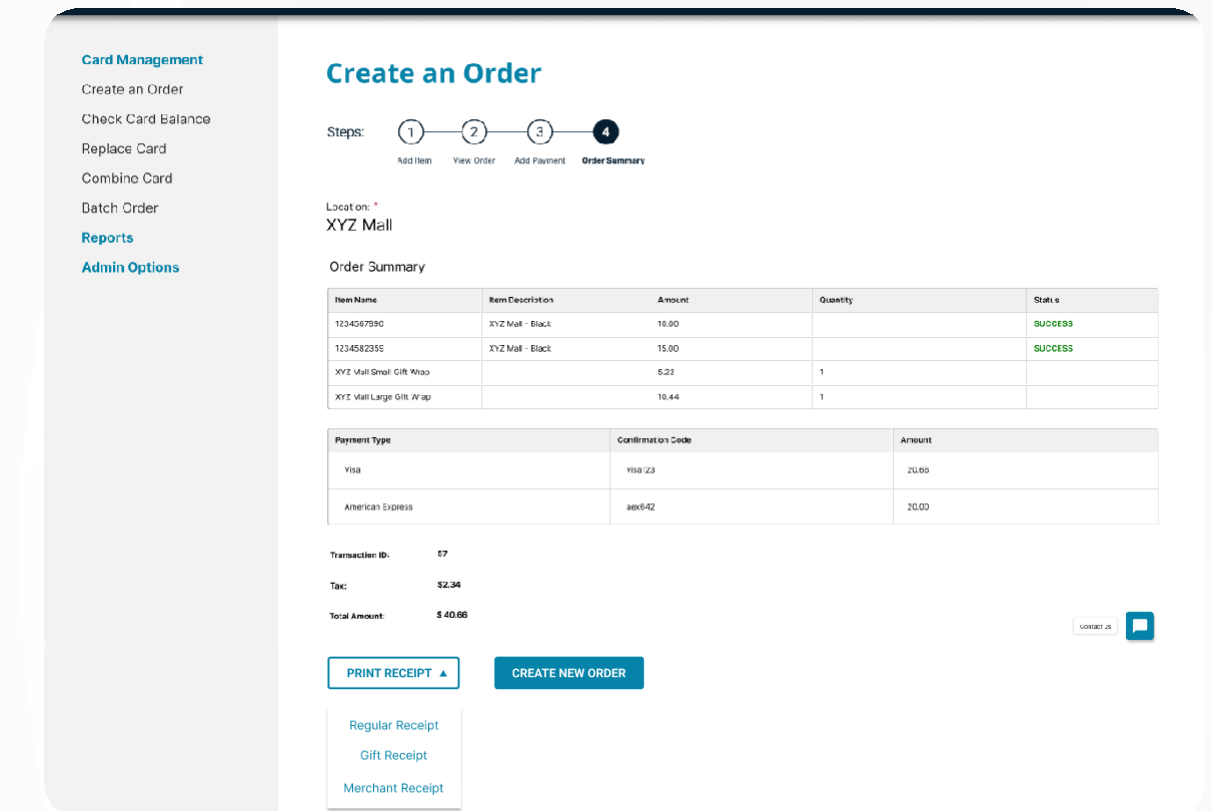 Card Management
Create an Order
Check Card Balance
Replace Card
Combine Card
Batch Order
Reports
Admin Options
Create an Order
Steps: 1 2 3 4
Add Item View Order Add Payment Order Summary
Location: *
XYZ Mall
Order Summary
Item Name Item Description Amount Quantity Status
1234567890 XYZ Mall - Black 10.00 SUCCESS
1234582359 XYZ Mall - Black 15.00 SUCCESS
XYZ Mall Small Gift Wrap 5.22 1
XYZ Mall Large Gift Wrap 10.44 1
Payment Type Confirmation Code Amount
Visa visa123 20.66
American Express aex642 20.00
Transaction ID: 57
Tax: $2.34
Total Amount: $ 40.66
Contact us
PRINT RECEIPT ▲ CREATE NEW ORDER
Regular Receipt
Gift Receipt
Merchant Receipt